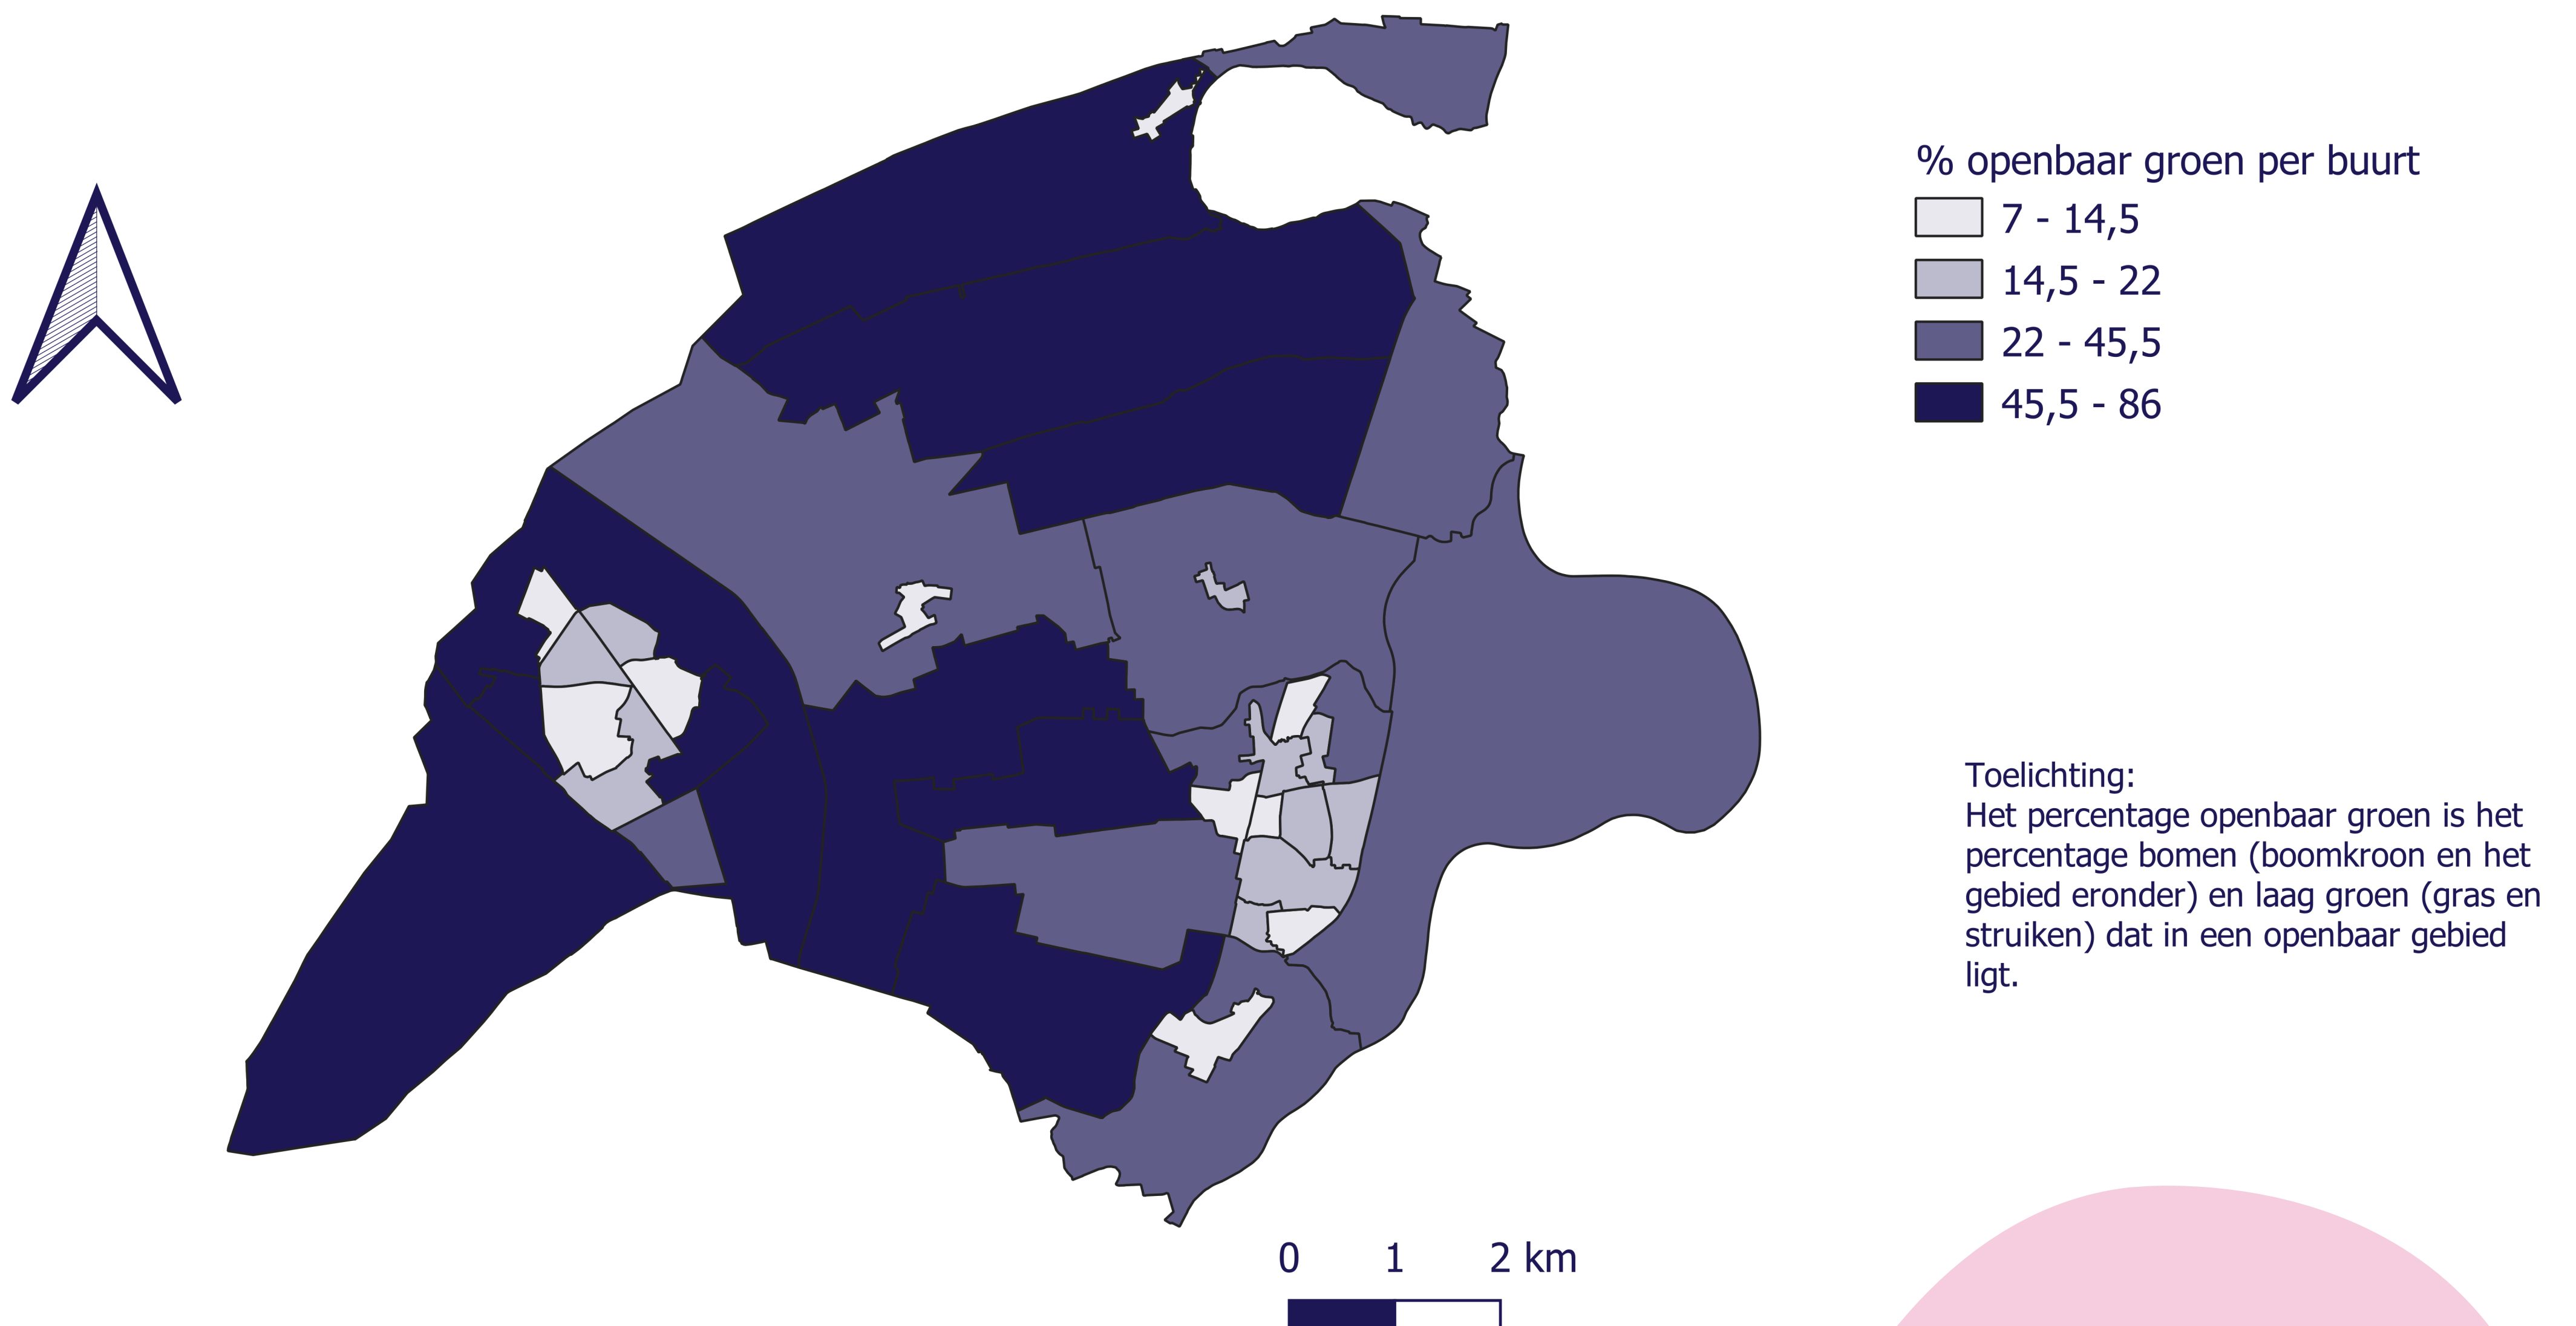 % openbaar groen per buurt
7 - 14,5
14,5 - 22
22 - 45,5
45,5 - 86
Toelichting:
Het percentage openbaar groen is het
percentage bomen (boomkroon en het
gebied eronder) en laag groen (gras en
struiken) dat in een openbaar gebied
ligt.
0 1 2 km